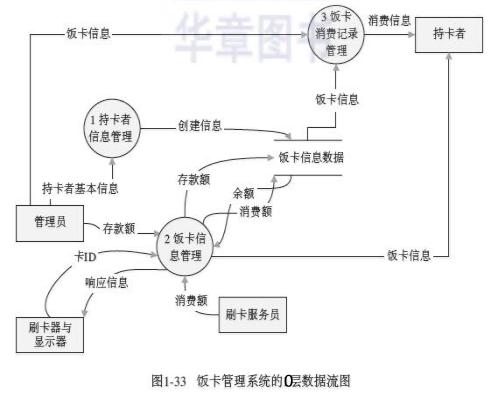 华章图书
饭卡信息
3 饭卡
消费记录
管理
消费信息
持卡者
饭卡信息
1 持卡者
信息管理
创建信息
饭卡信息数据
持卡者基本信息
存款额
余额
消费额
管理员
存款额
2 饭卡信
息管理
卡ID
饭卡信息
响应信息
消费额
刷卡服务员
刷卡器与
显示器
图1-33 饭卡管理系统的0层数据流图